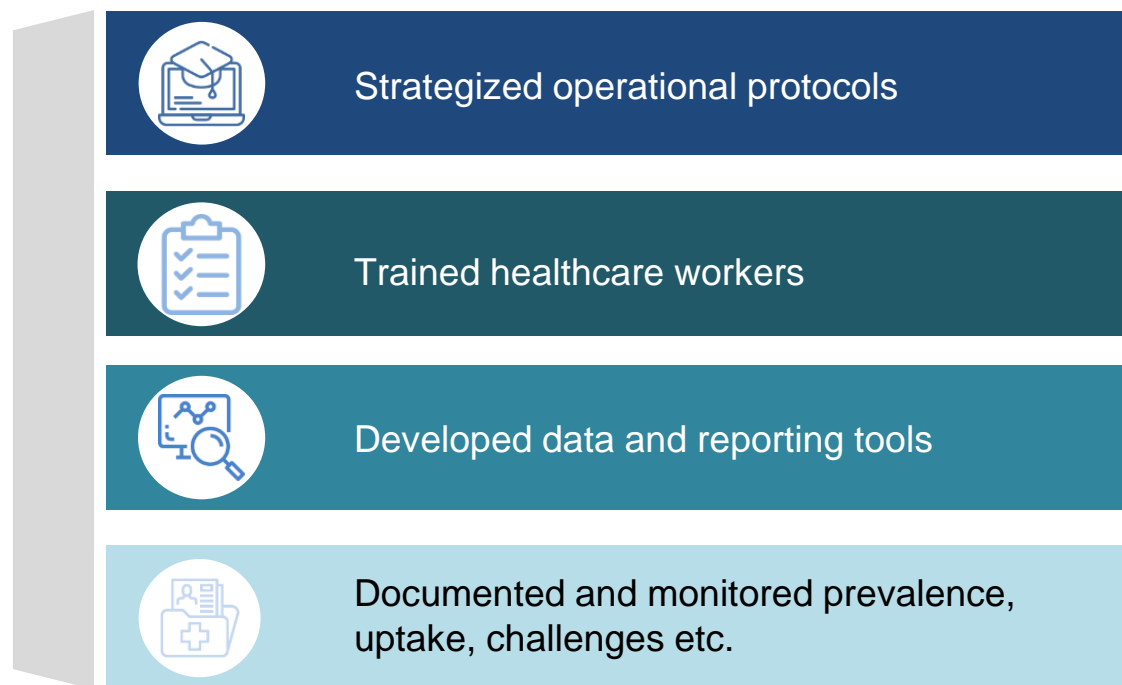 Strategized operational protocols
Trained healthcare workers
Developed data and reporting tools
Documented and monitored prevalence,
uptake, challenges etc.